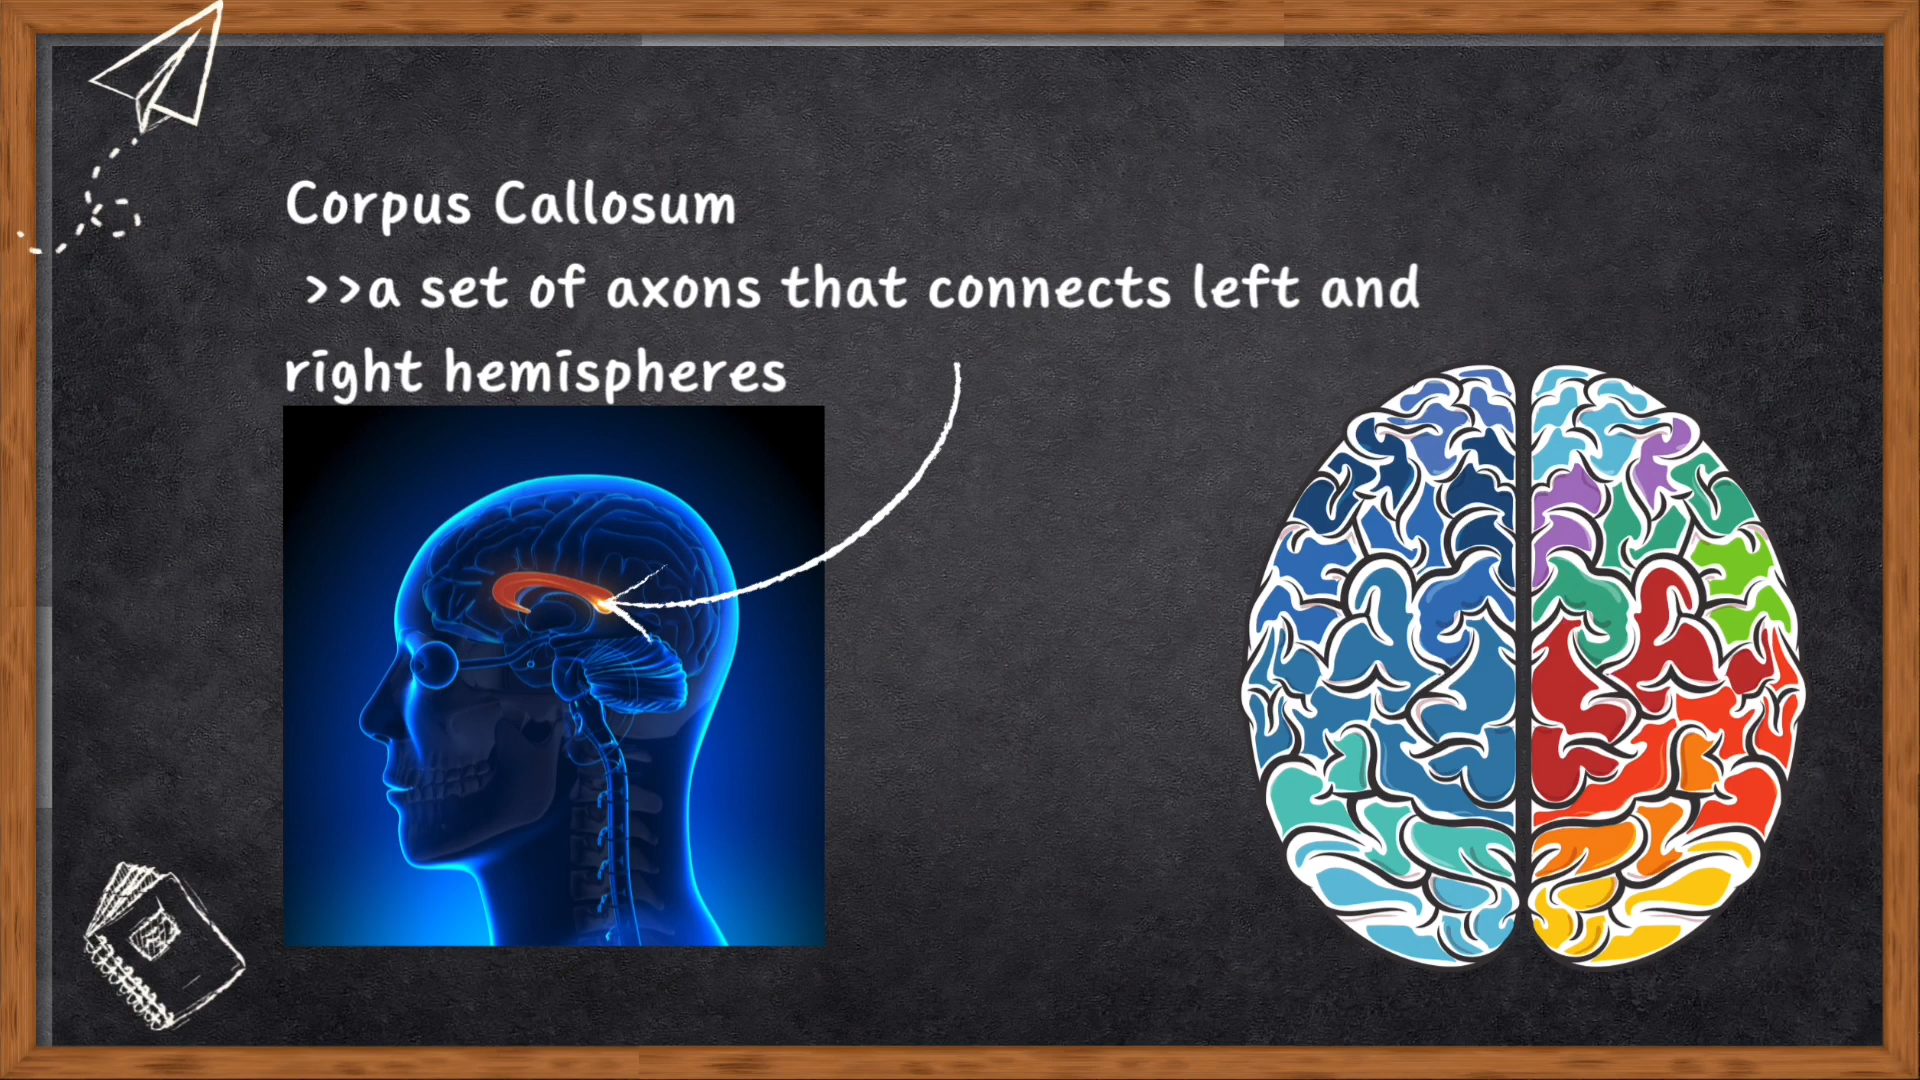 Corpus Callosum
>>a set of axons that connects left and
right hemispheres